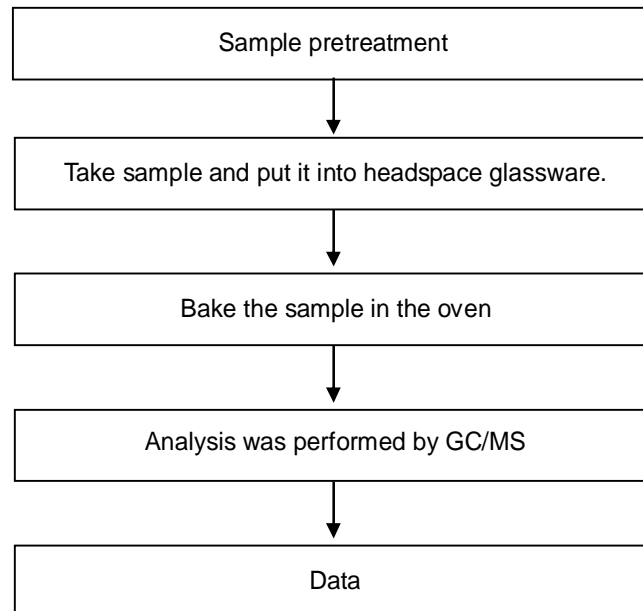 Sample pretreatment
Take sample and put it into headspace glassware.
Bake the sample in the oven
Analysis was performed by GC/MS
Data